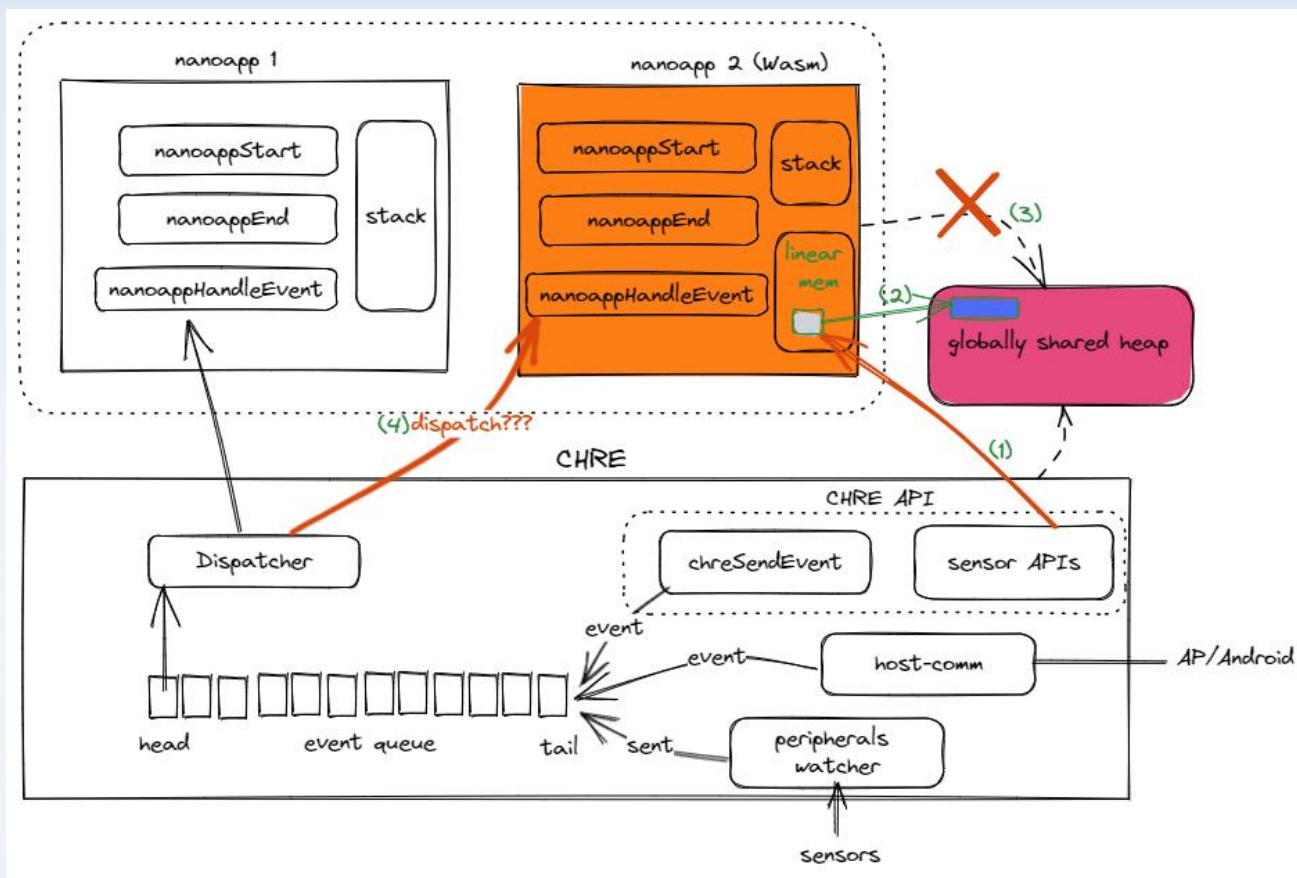 nanoapp 1
nanoappStart
nanoappEnd
nanoappHandleEvent
stack
nanoapp 2 (Wasm)
nanoappStart
nanoappEnd
nanoappHandleEvent
stack
linear
mem
(3)
(2)
globally shared heap
(1)
(4) dispatch???
CHRE
CHRE API
Dispatcher
chreSendEvent
sensor APIs
event
event
host-comm
AP/Android
head
event queue
tail
sent
peripherals
watcher
sensors